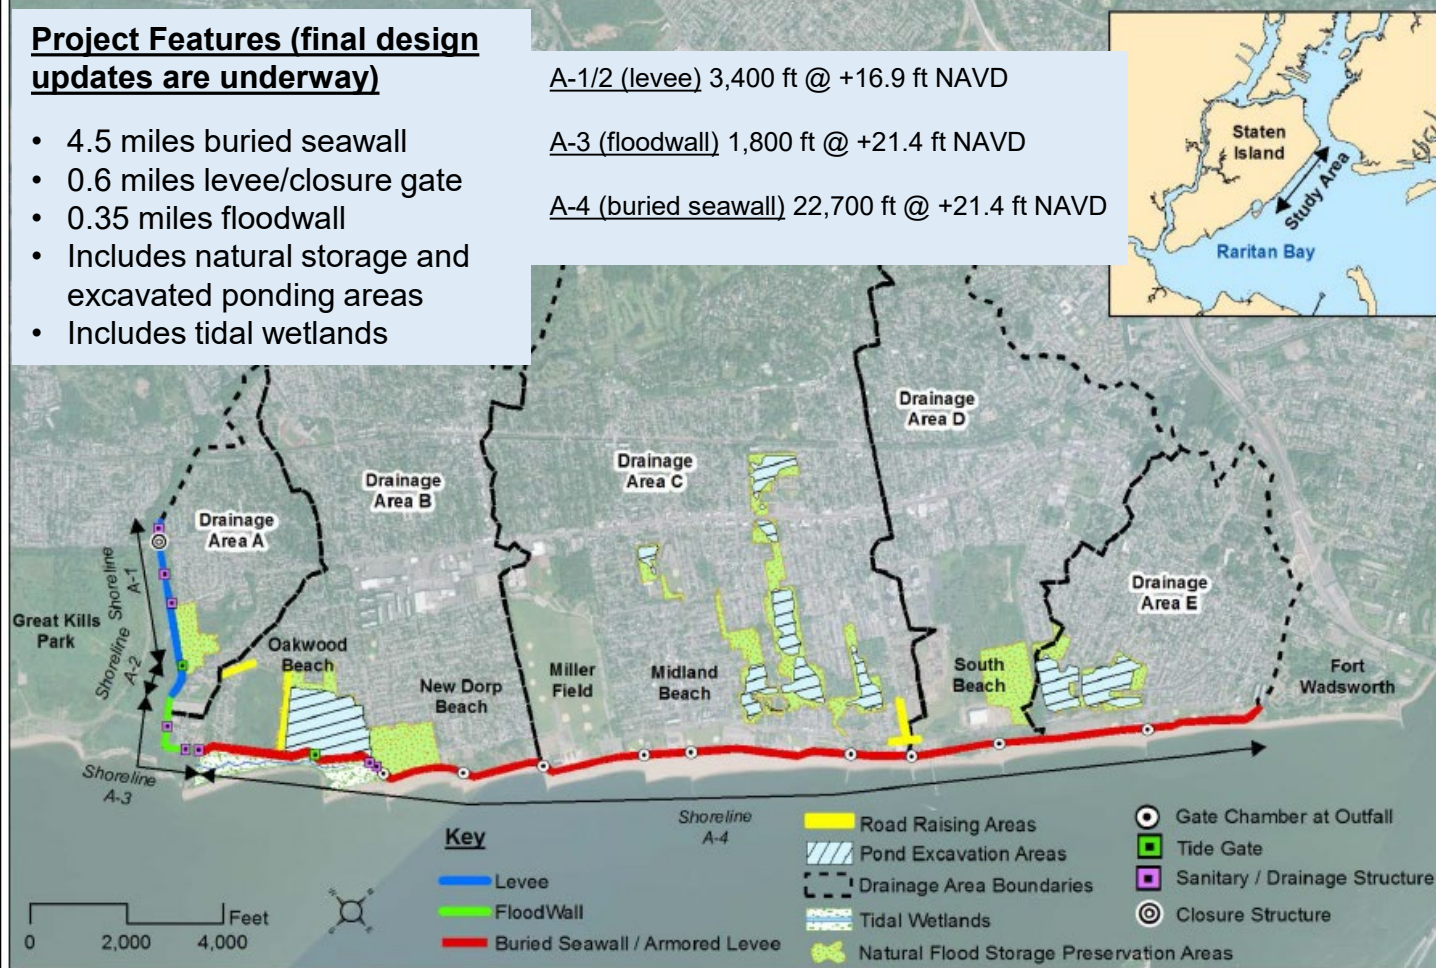 Project Features (final design
updates are underway)
• 4.5 miles buried seawall
• 0.6 miles levee/closure gate
• 0.35 miles floodwall
• Includes natural storage and
excavated ponding areas
• Includes tidal wetlands
A-1/2 (levee) 3,400 ft @ +16.9 ft NAVD
A-3 (floodwall) 1,800 ft @ +21.4 ft NAVD
A-4 (buried seawall) 22,700 ft @ +21.4 ft NAVD
Staten
Island
Study Area
Raritan Bay
Drainage
Area A
Drainage
Area B
Drainage
Area C
Drainage
Area D
Drainage
Area E
Shoreline
A-1
Great Kills
Park
Shoreline
A-2
Oakwood
Beach
New Dorp
Beach
Miller
Field
Midland
Beach
South
Beach
Fort
Wadsworth
Shoreline
A-3
Shoreline
A-4
Key
Levee
FloodWall
Buried Seawall / Armored Levee
Road Raising Areas
Pond Excavation Areas
Drainage Area Boundaries
Tidal Wetlands
Natural Flood Storage Preservation Areas
Gate Chamber at Outfall
Tide Gate
Sanitary / Drainage Structure
Closure Structure
Feet
0 2,000 4,000